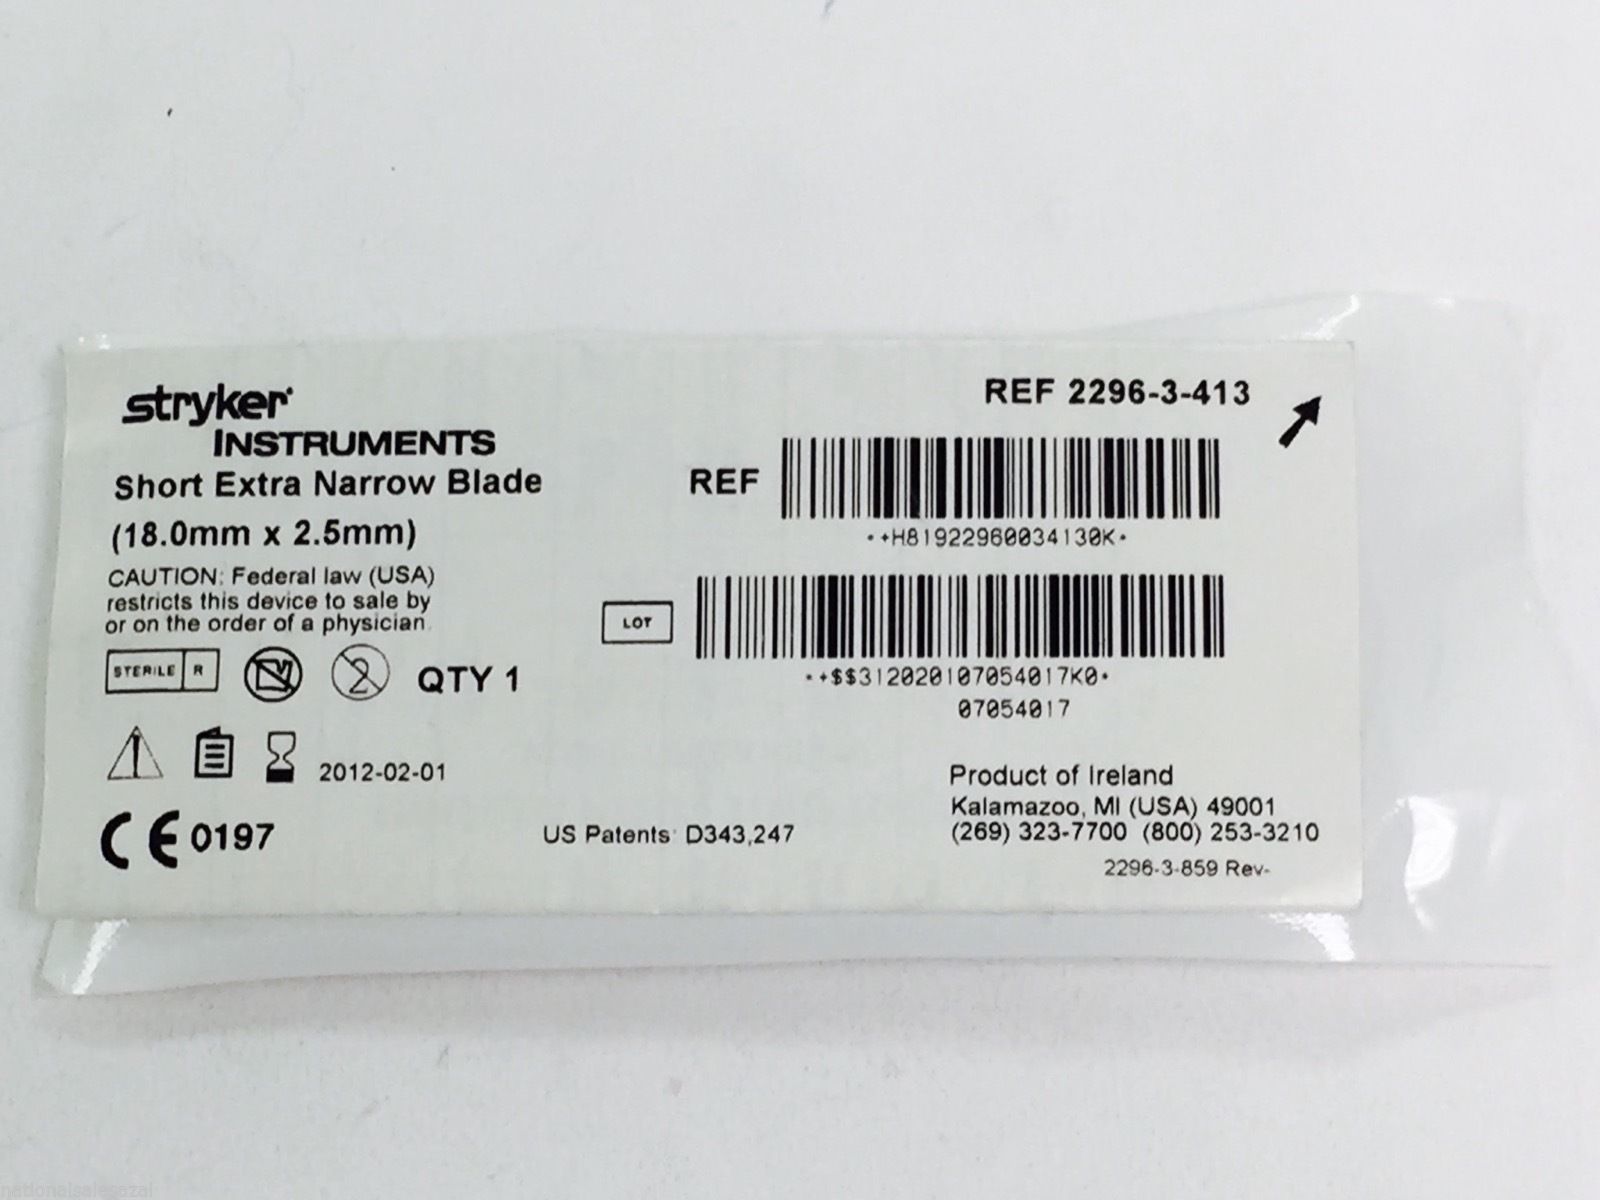 stryker
INSTRUMENTS
Short Extra Narrow Blade
(18.0mm x 2.5mm)
CAUTION: Federal law (USA)
restricts this device to sale by
or on the order of a physician.
STERILE R
2
QTY 1
2012-02-01
CE 0197
US Patents: D343,247
REF 2296-3-413
REF
*+H81922960034130K*
LOT
*+$$312020107054017K0*
07054017
Product of Ireland
Kalamazoo, MI (USA) 49001
(269) 323-7700 (800) 253-3210
2296-3-859 Rev-
nationalsalesazal